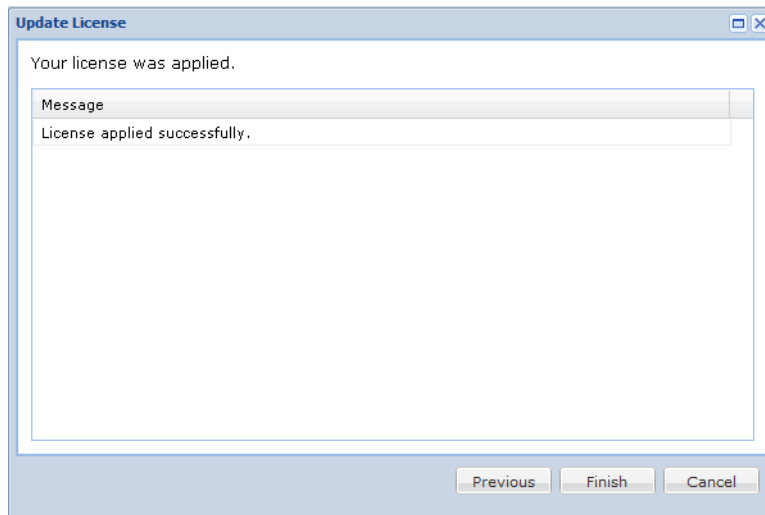 Update License
Your license was applied.
Message
License applied successfully.
Previous Finish Cancel